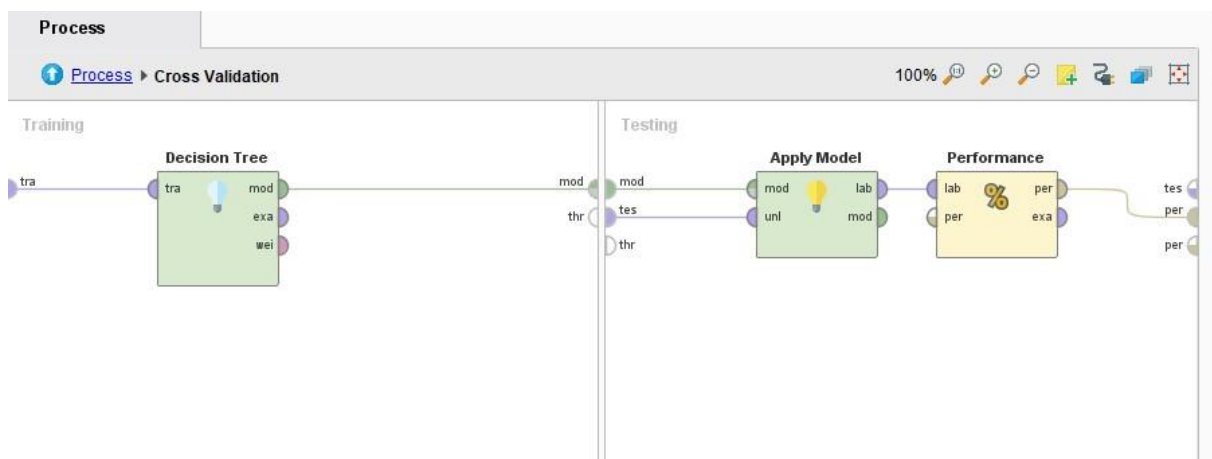 Process
Process ▸ Cross Validation
100%
Training
Testing
Decision Tree
Apply Model
Performance
tra
tra
mod
exa
wei
mod
thr
mod
tes
thr
mod
lab
unl
mod
lab
per
per
exa
tes
per
per